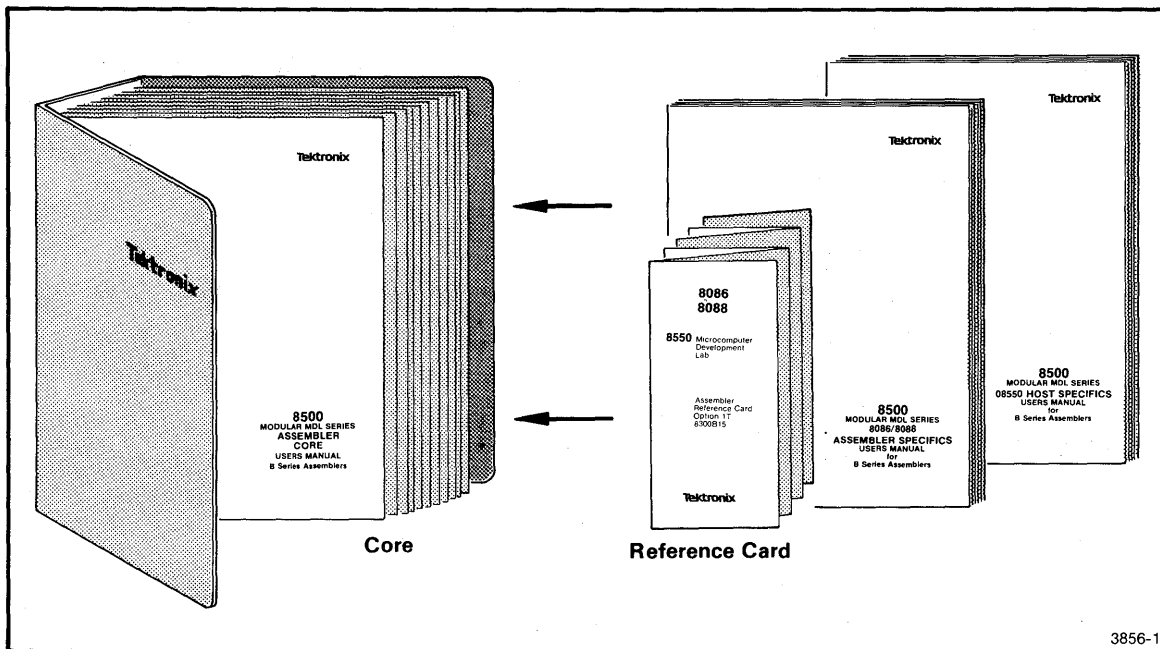 Tektronix
Tektronix
8500
MODULAR MDL SERIES
ASSEMBLER
CORE
USERS MANUAL
B Series Assemblers
Core
8086
8088
8550 Microcomputer
Development
Lab
Assembler
Reference Card
Option 1T
8300B15
Tektronix
Reference Card
Tektronix
8500
MODULAR MDL SERIES
8086/8088
ASSEMBLER SPECIFICS
USERS MANUAL
for
B Series Assemblers
Tektronix
8500
MODULAR MDL SERIES
08550 HOST SPECIFICS
USERS MANUAL
for
B Series Assemblers
3856-1